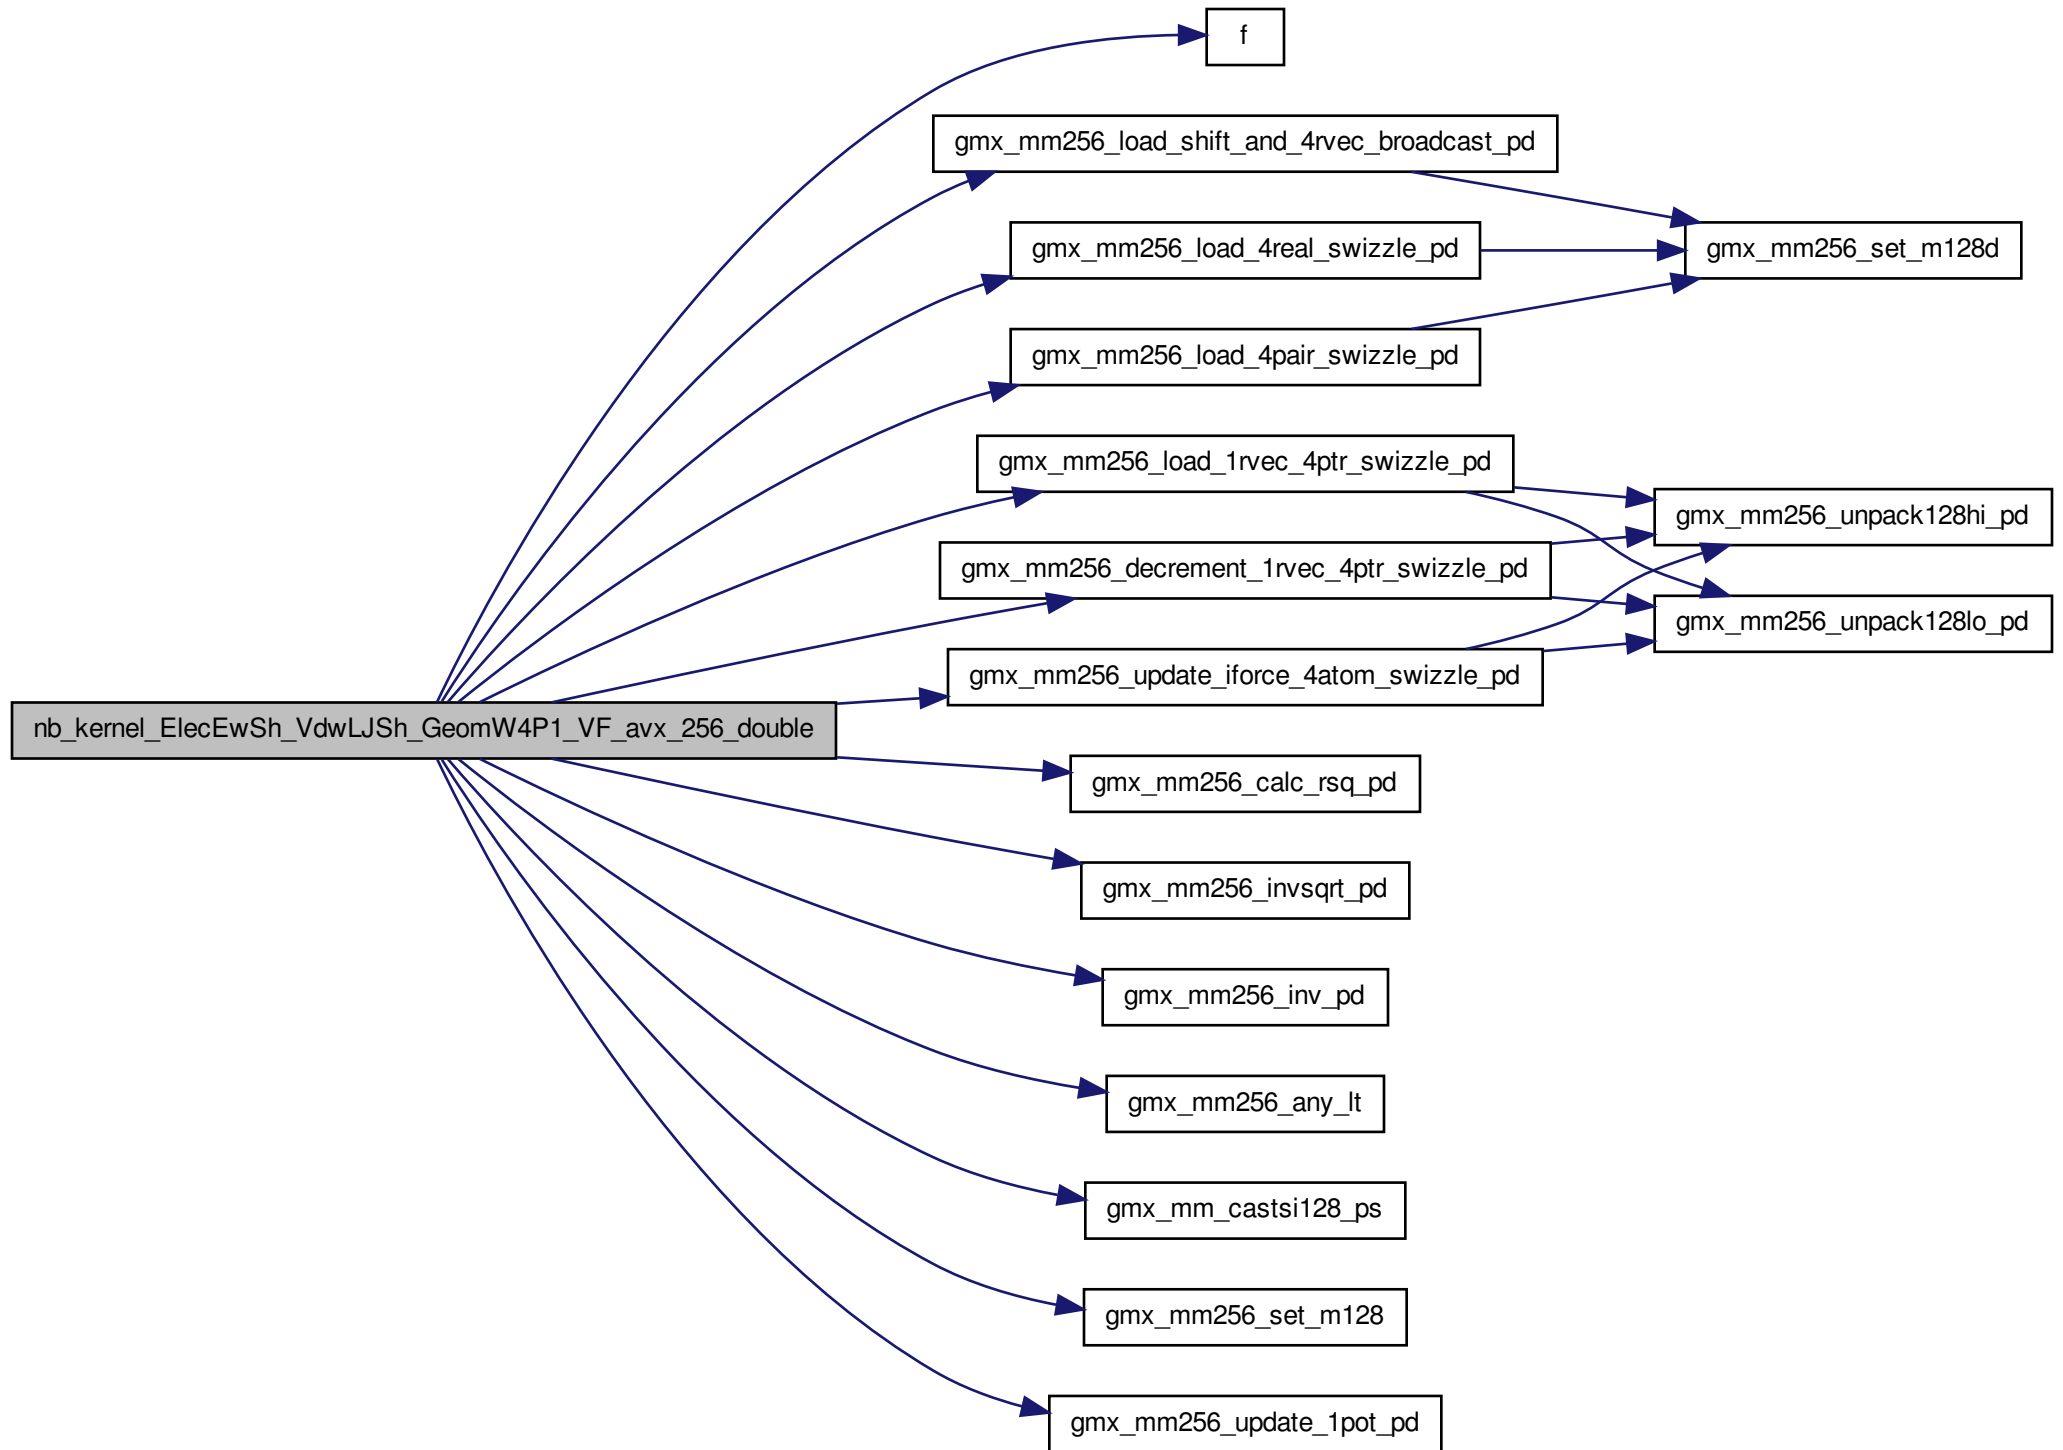 f
gmx_mm256_load_shift_and_4rvec_broadcast_pd
gmx_mm256_load_4real_swizzle_pd
gmx_mm256_set_m128d
gmx_mm256_load_4pair_swizzle_pd
gmx_mm256_load_1rvec_4ptr_swizzle_pd
gmx_mm256_unpack128hi_pd
gmx_mm256_decrement_1rvec_4ptr_swizzle_pd
gmx_mm256_unpack128lo_pd
gmx_mm256_update_iforce_4atom_swizzle_pd
nb_kernel_ElecEwSh_VdwLJSh_GeomW4P1_VF_avx_256_double
gmx_mm256_calc_rsq_pd
gmx_mm256_invsqrt_pd
gmx_mm256_inv_pd
gmx_mm256_any_lt
gmx_mm_castsi128_ps
gmx_mm256_set_m128
gmx_mm256_update_1pot_pd